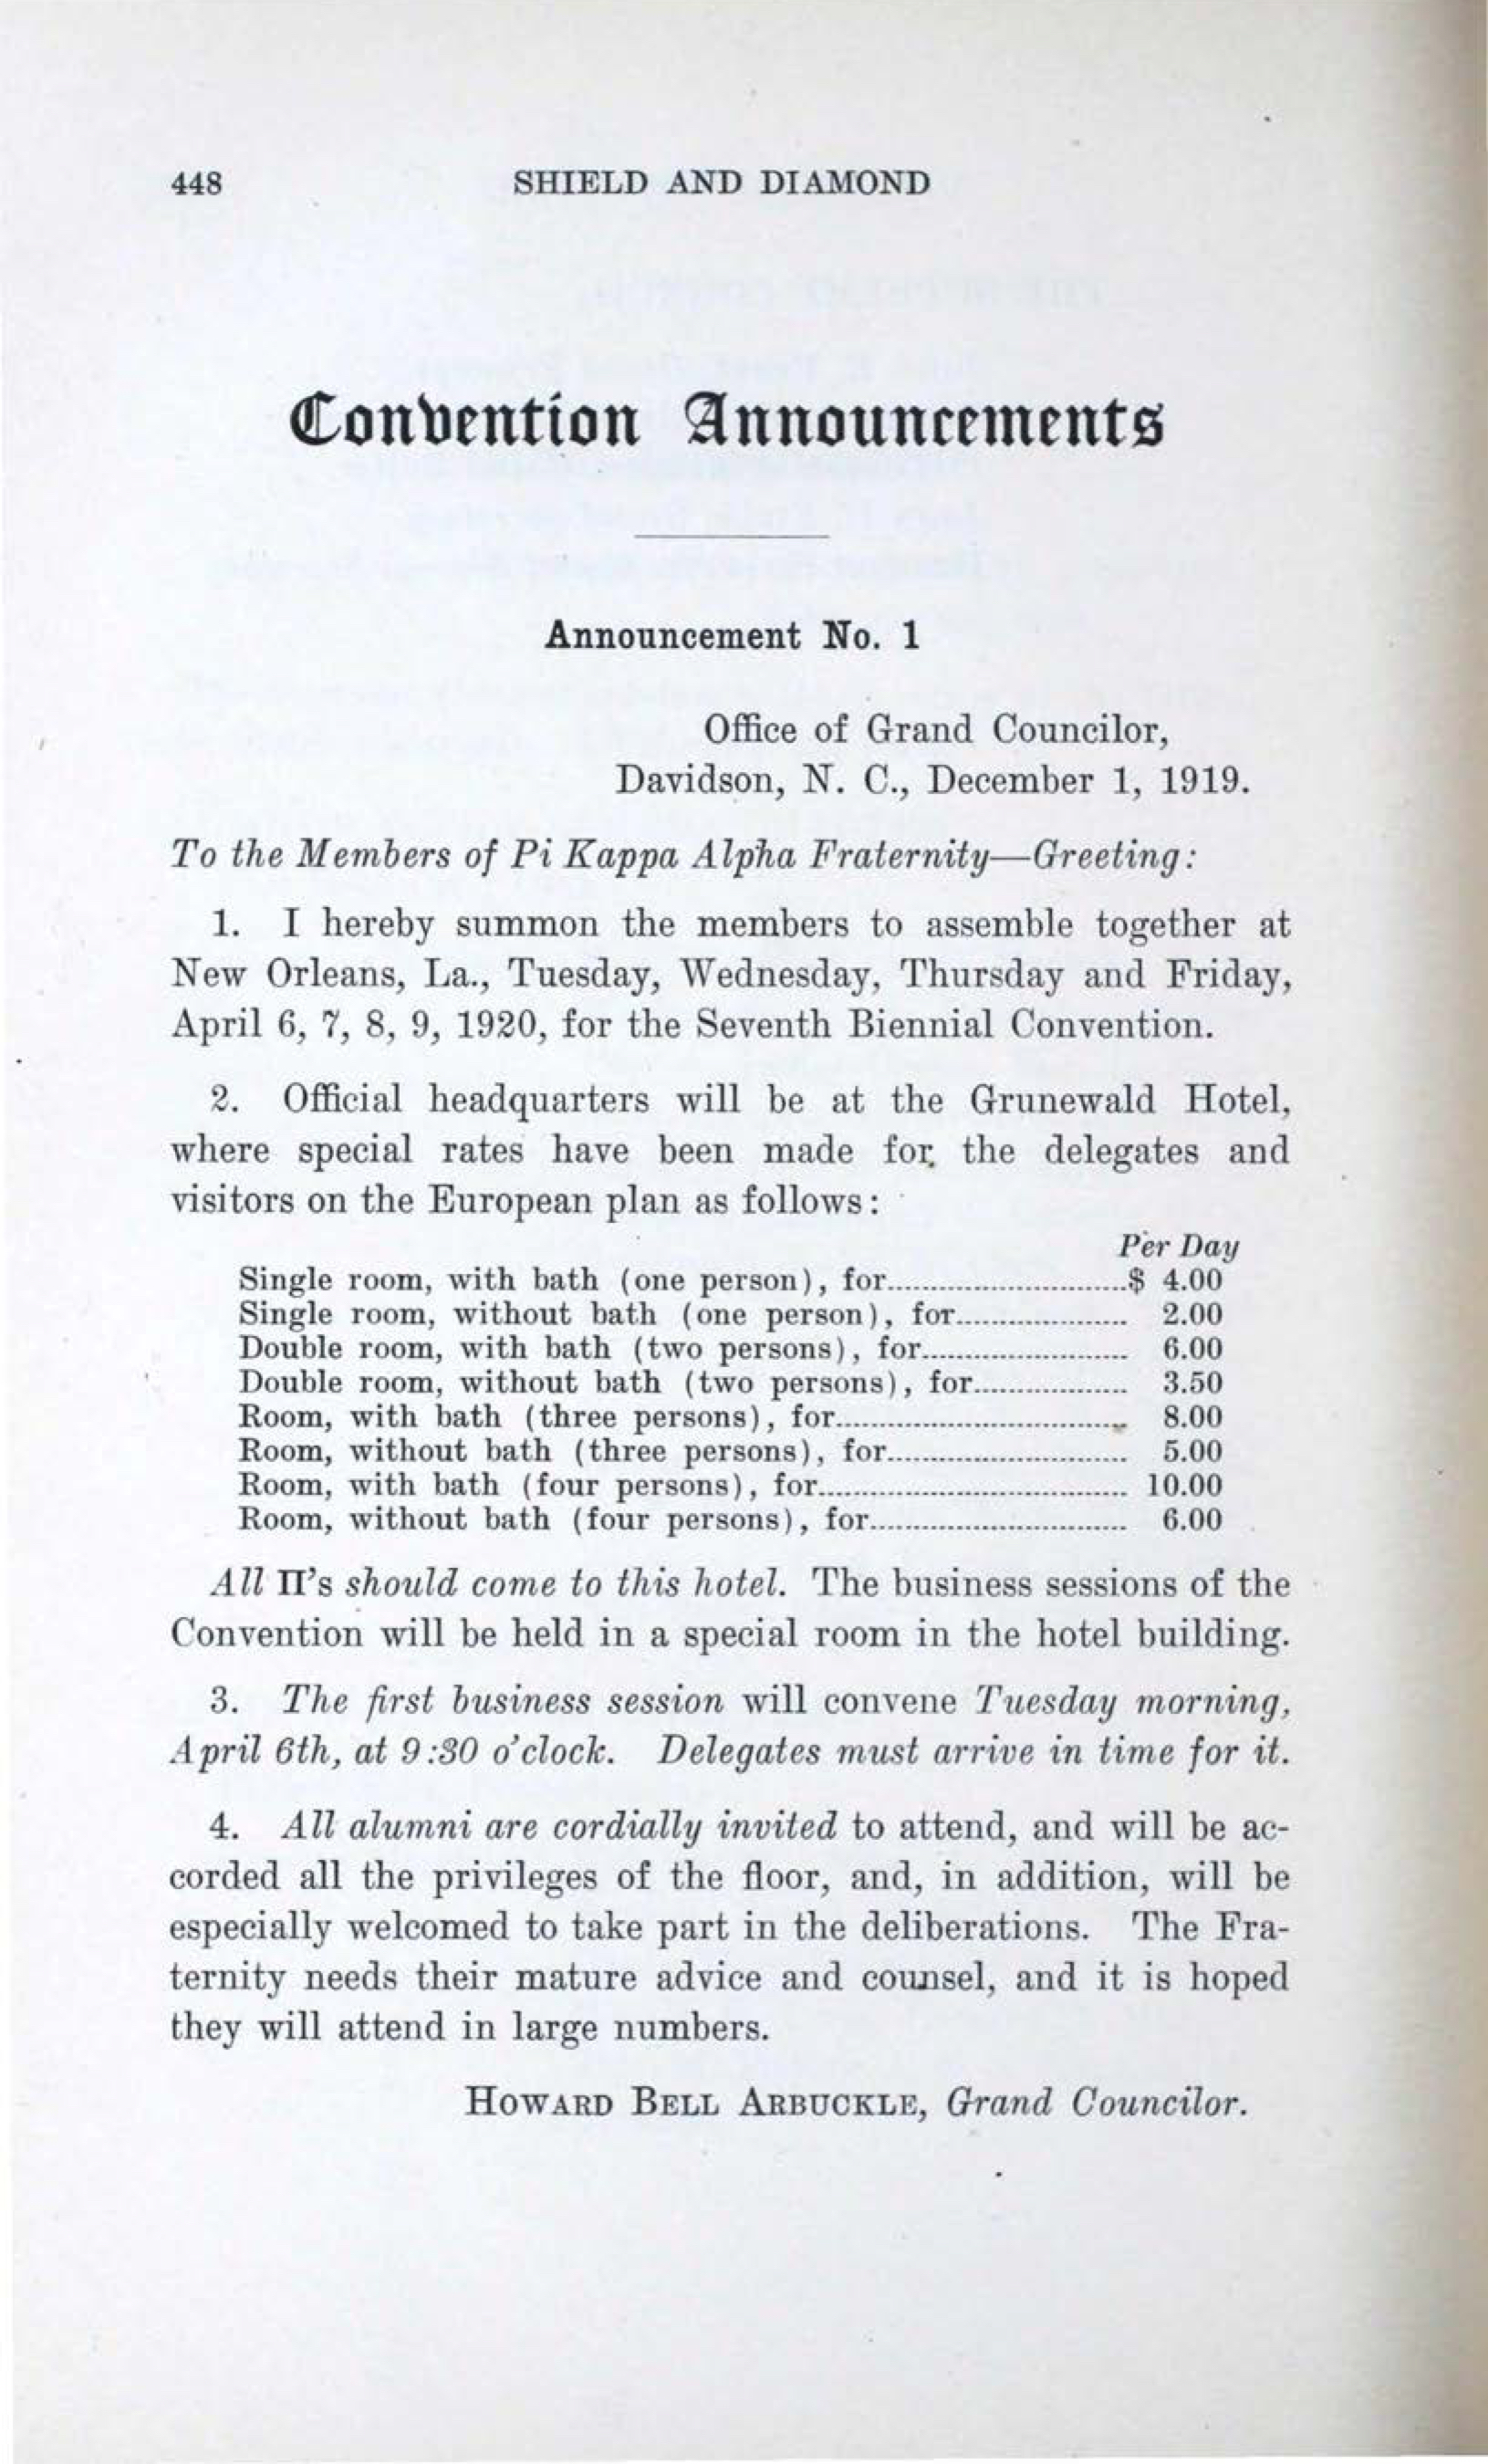 448
SHIELD AND DIAMOND
Convention Announcements
Announcement No. 1
Office of Grand Councilor,
Davidson, N. C., December 1, 1919.
To the Members of Pi Kappa Alpha Fraternity—Greeting:
1. I hereby summon the members to assemble together at
New Orleans, La., Tuesday, Wednesday, Thursday and Friday,
April 6, 7, 8, 9, 1920, for the Seventh Biennial Convention.
2. Official headquarters will be at the Grunewald Hotel,
where special rates have been made for the delegates and
visitors on the European plan as follows:
Per Day
Single room, with bath (one person), for............................$ 4.00
Single room, without bath (one person), for.................... 2.00
Double room, with bath (two persons), for........................ 6.00
Double room, without bath (two persons), for.................. 3.50
Room, with bath (three persons), for.................................. 8.00
Room, without bath (three persons), for............................ 5.00
Room, with bath (four persons), for.................................... 10.00
Room, without bath (four persons), for.............................. 6.00
All Π's should come to this hotel. The business sessions of the
Convention will be held in a special room in the hotel building.
3. The first business session will convene Tuesday morning,
April 6th, at 9:30 o'clock. Delegates must arrive in time for it.
4. All alumni are cordially invited to attend, and will be ac-
corded all the privileges of the floor, and, in addition, will be
especially welcomed to take part in the deliberations. The Fra-
ternity needs their mature advice and counsel, and it is hoped
they will attend in large numbers.
HOWARD BELL ARBUCKLE, Grand Councilor.